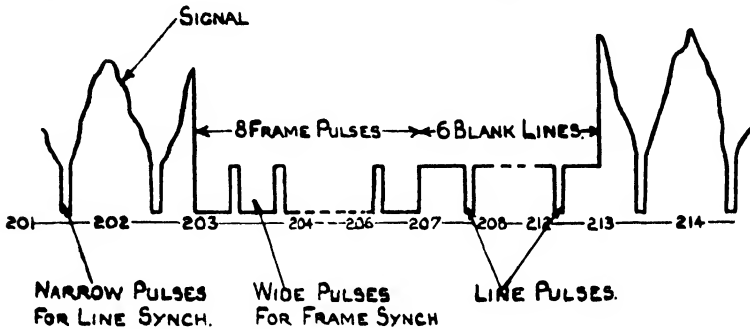 SIGNAL
8 FRAME PULSES 6 BLANK LINES.
201 202 203 204 206 207 208 212 213 214
NARROW PULSES
FOR LINE SYNCH.
WIDE PULSES
FOR FRAME SYNCH
LINE PULSES.